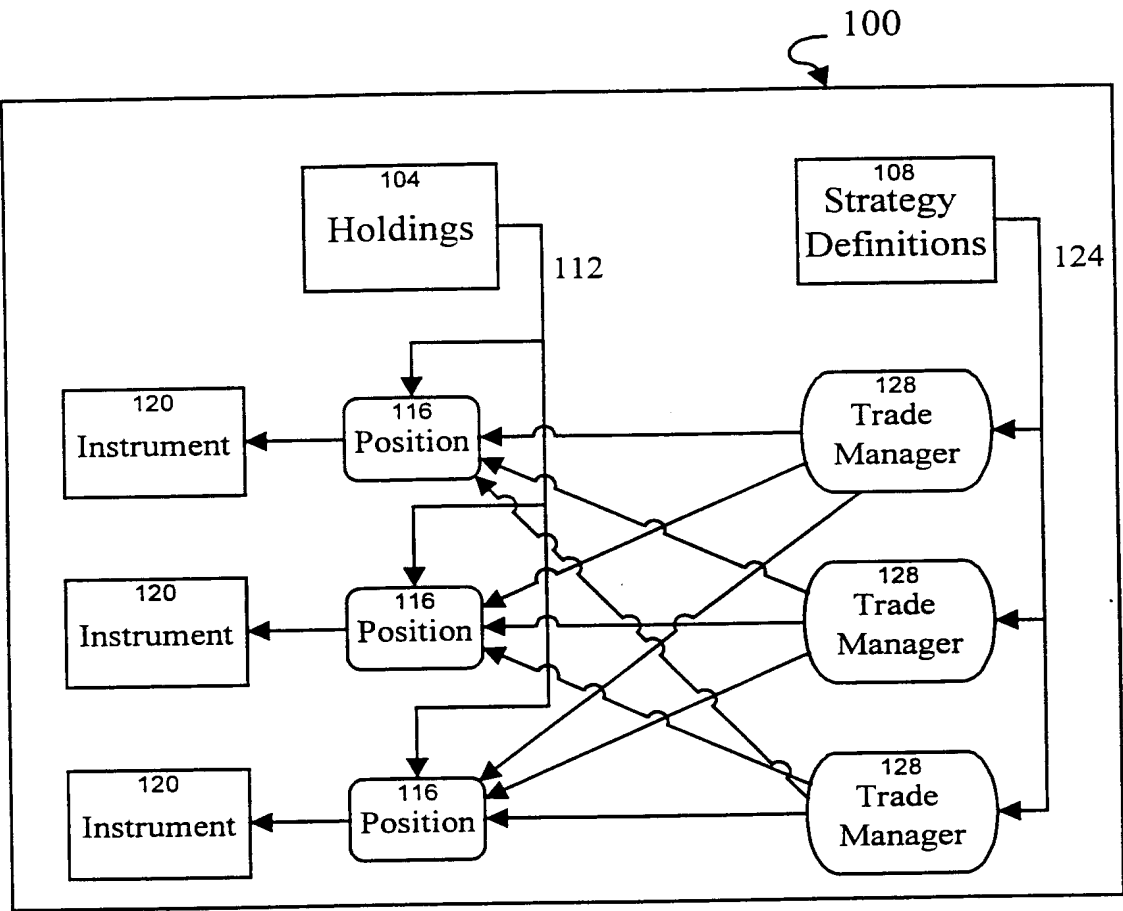 100
104
Holdings
108
Strategy
Definitions
112
124
120
Instrument
116
Position
128
Trade
Manager
120
Instrument
116
Position
128
Trade
Manager
120
Instrument
116
Position
128
Trade
Manager